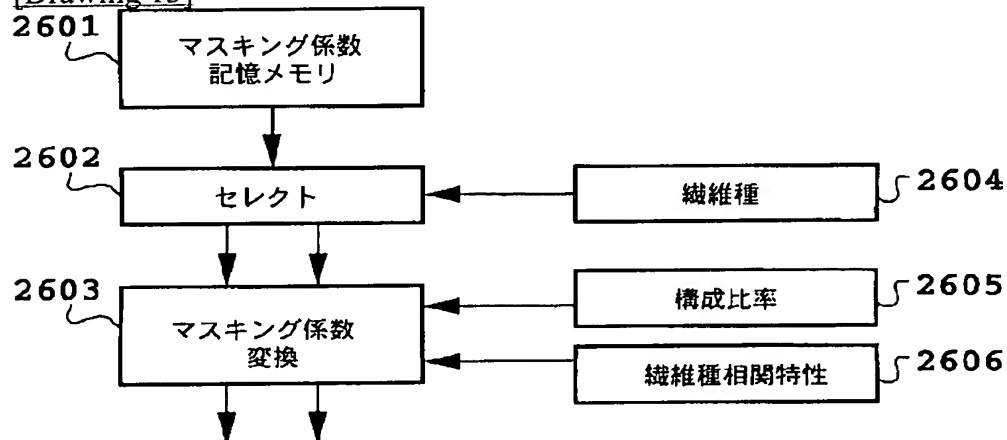 2601
マスキング係数
記憶メモリ
2602
セレクト
繊維種
2604
2603
マスキング係数
変換
構成比率
2605
繊維種相関特性
2606